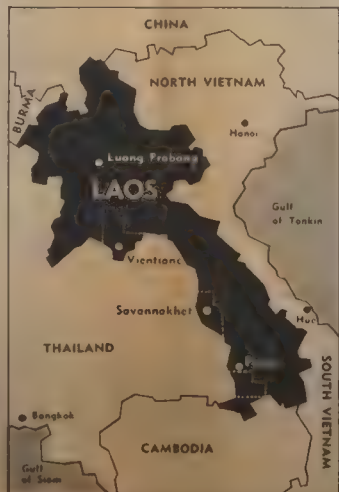 CHINA
BURMA
NORTH VIETNAM
Hanoi
Luang Prabang
LAOS
Gulf
of Tonkin
Vientiane
Savannakhet
Hue
THAILAND
SOUTH VIETNAM
Bangkok
CAMBODIA
Gulf
of Siam